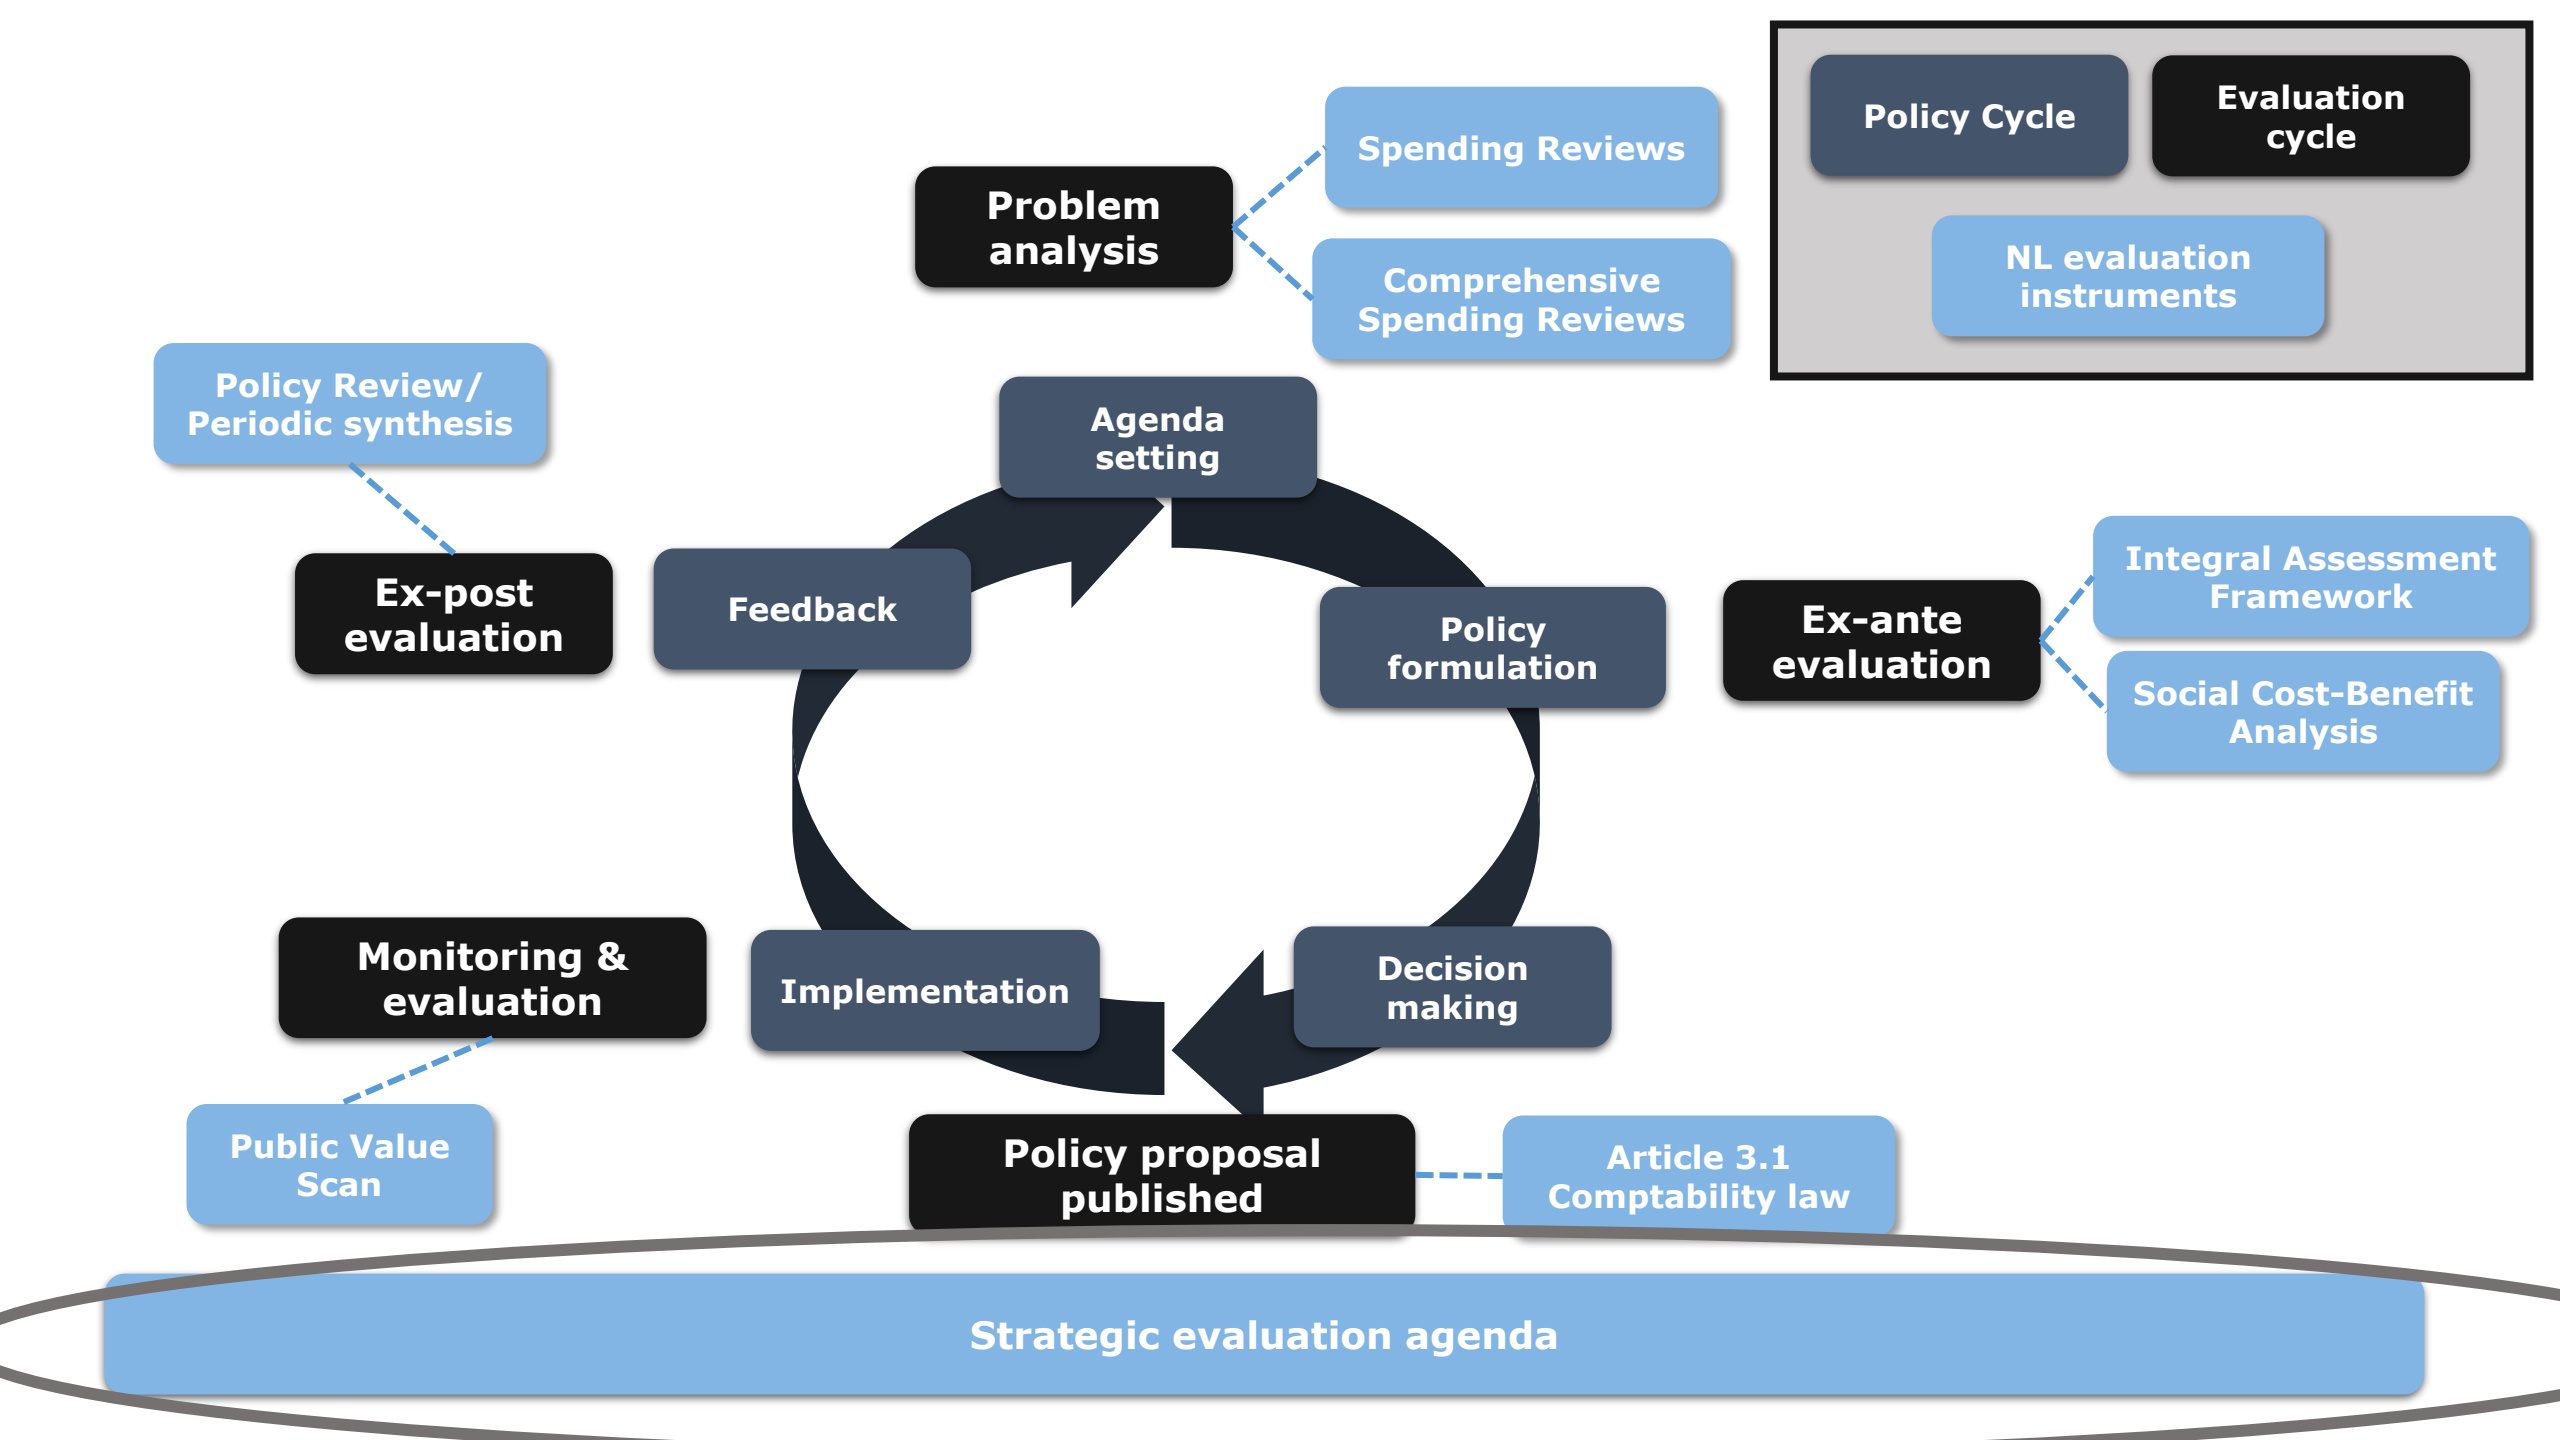 Policy Cycle
Evaluation
cycle
NL evaluation
instruments
Problem
analysis
Spending Reviews
Comprehensive
Spending Reviews
Policy Review/
Periodic synthesis
Agenda
setting
Ex-post
evaluation
Feedback
Policy
formulation
Ex-ante
evaluation
Integral Assessment
Framework
Social Cost-Benefit
Analysis
Monitoring &
evaluation
Implementation
Decision
making
Public Value
Scan
Policy proposal
published
Article 3.1
Comptability law
Strategic evaluation agenda